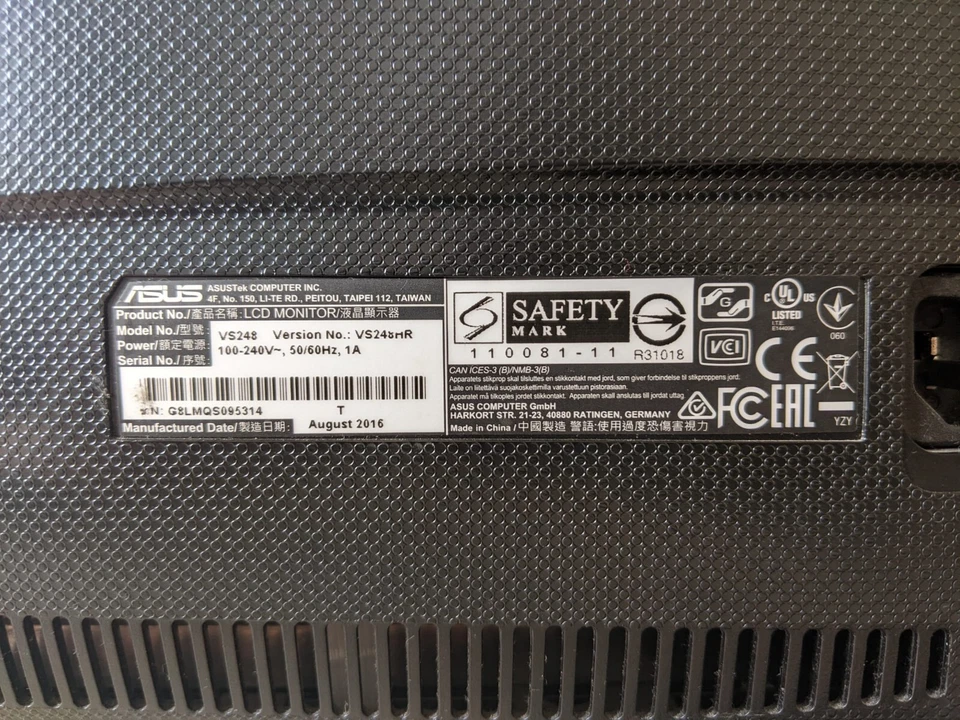 ASUS
ASUSTek COMPUTER INC.
4F, No. 150, LI-TE RD., PEITOU, TAIPEI 112, TAIWAN
Product No./產品名稱: LCD MONITOR/液晶顯示器
Model No./型號: VS248 Version No.: VS248HR
Power/額定電源: 100-240V~, 50/60Hz, 1A
Serial No./ 序號:
S/N: G8LMQS095314 T
Manufactured Date/製造日期: August 2016
SAFETY
MARK
110081-11
R31018
G
VCI
c UL US
LISTED
I.T.E.
E144006
060
CAN ICES-3 (B)/NMB-3(B)
Apparatets stikprop skal tilsluttes en stikkontakt med jord, som giver forbindelse til stikproppens jord.
Laite on liitettävä suojakoskettimilla varustettuun pistorasiaan.
Apparatet må tilkoples jordet stikkontakt. Apparaten skall anslutas till jordat uttag
ASUS COMPUTER GmbH
HARKORT STR. 21-23, 40880 RATINGEN, GERMANY
Made in China / 中國製造 警語:使用過度恐傷害視力
CE
FC EAC
YZY